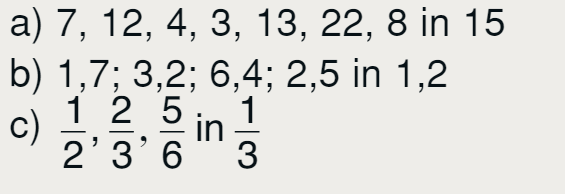 a) 7, 12, 4, 3, 13, 22, 8 in 15
b) 1,7; 3,2; 6,4; 2,5 in 1,2
c) 1/2, 2/3, 5/6 in 1/3